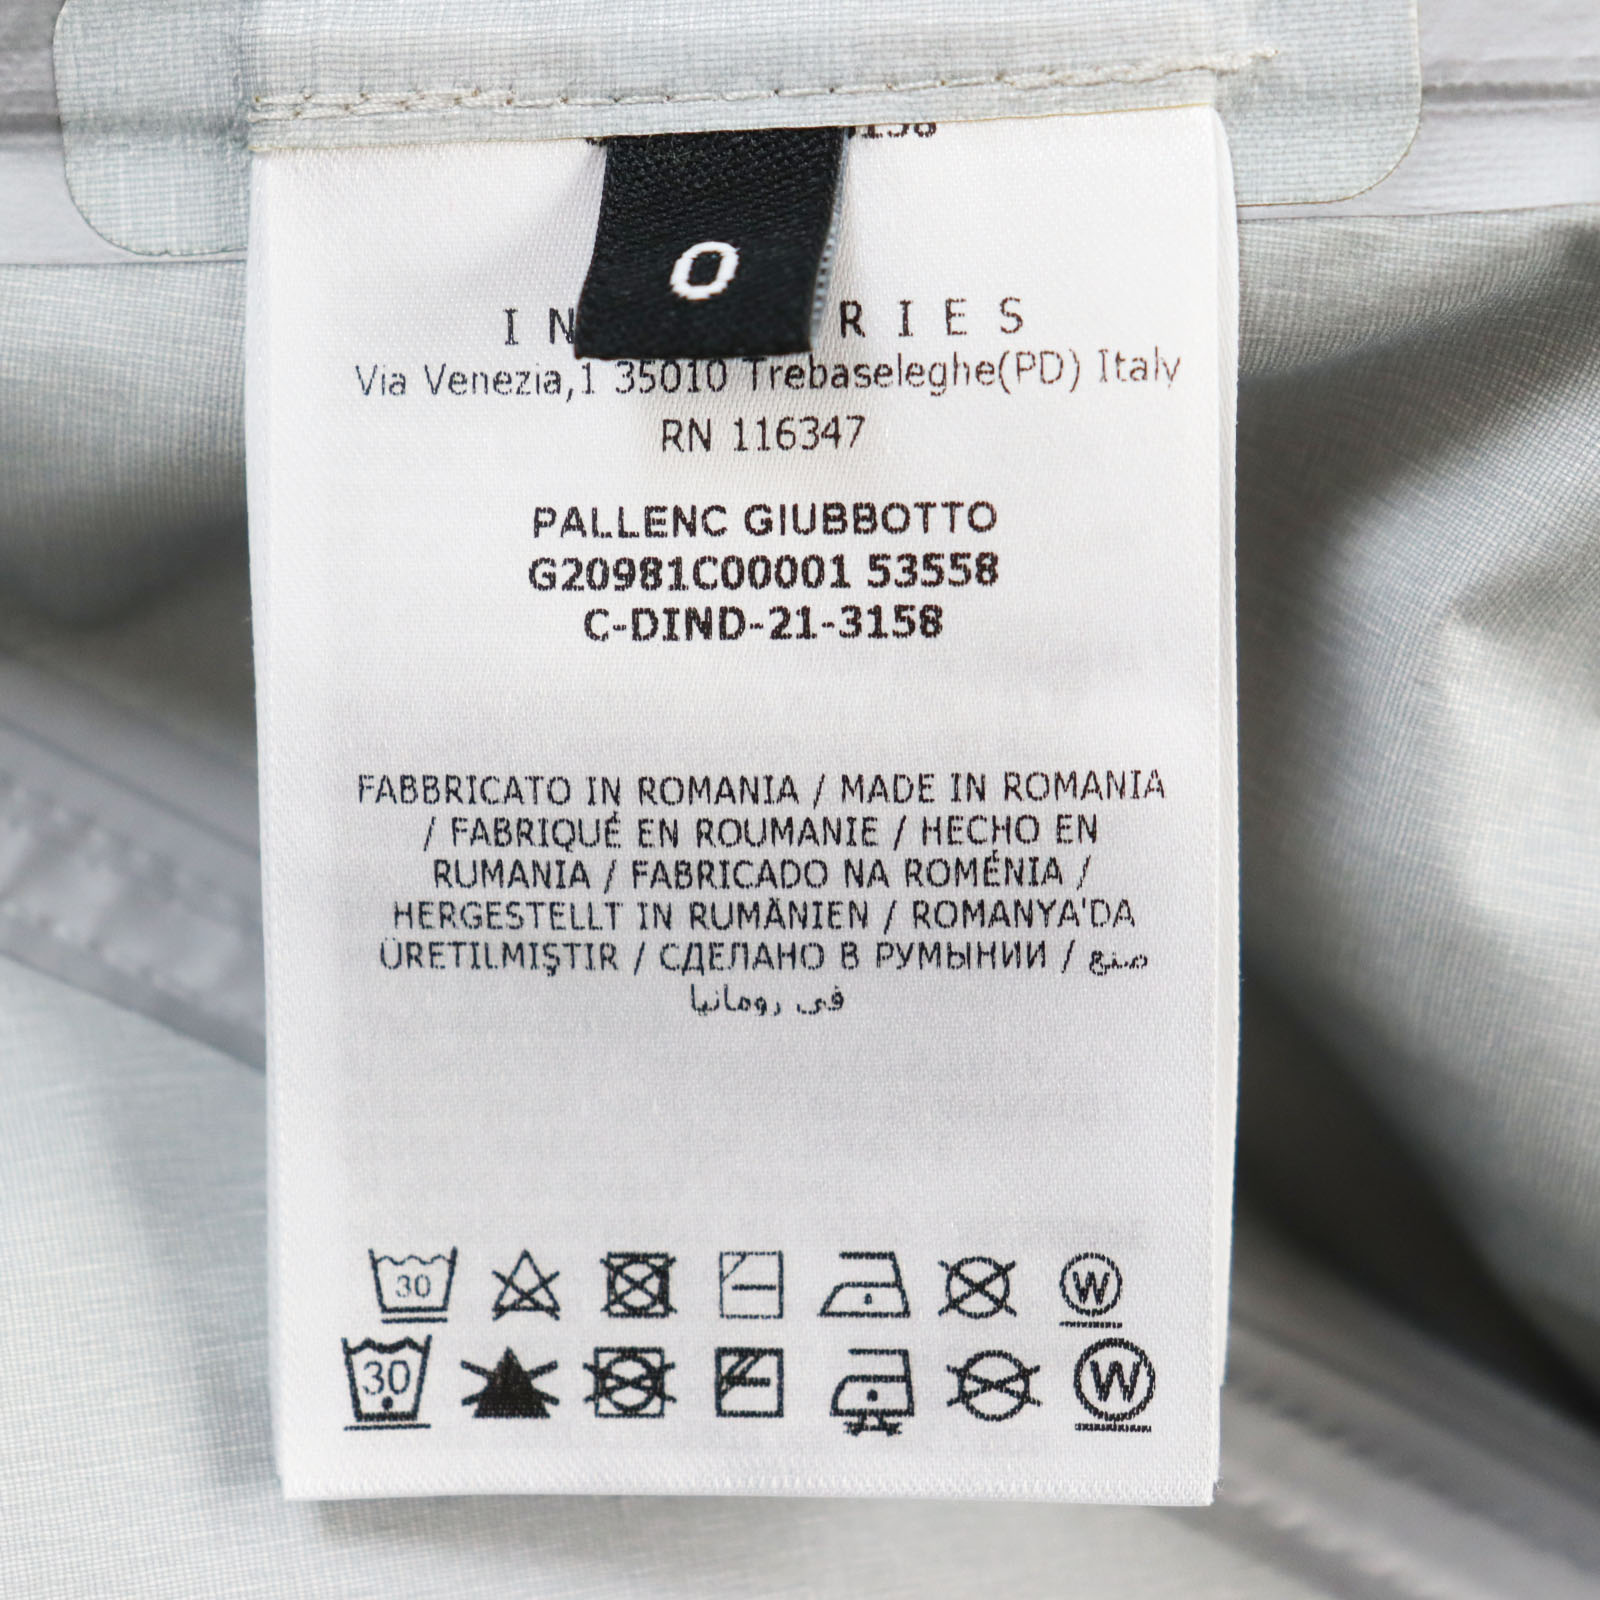 0
Via Venezia,1 35010 Trebaseleghe(PD) Italy
RN 116347
PALLENC GIUBBOTTO
G20981C00001 53558
C-DIND-21-3158
FABBRICATO IN ROMANIA / MADE IN ROMANIA
/ FABRIQUÉ EN ROUMANIE / HECHO EN
RUMANIA / FABRICADO NA ROMÉNIA /
HERGESTELLT IN RUMÄNIEN / ROMANYA'DA
ÜRETILMIŞTIR / СДЕЛАНО В РУМЫНИИ / صنع
في رومانيا
30 W
30 W